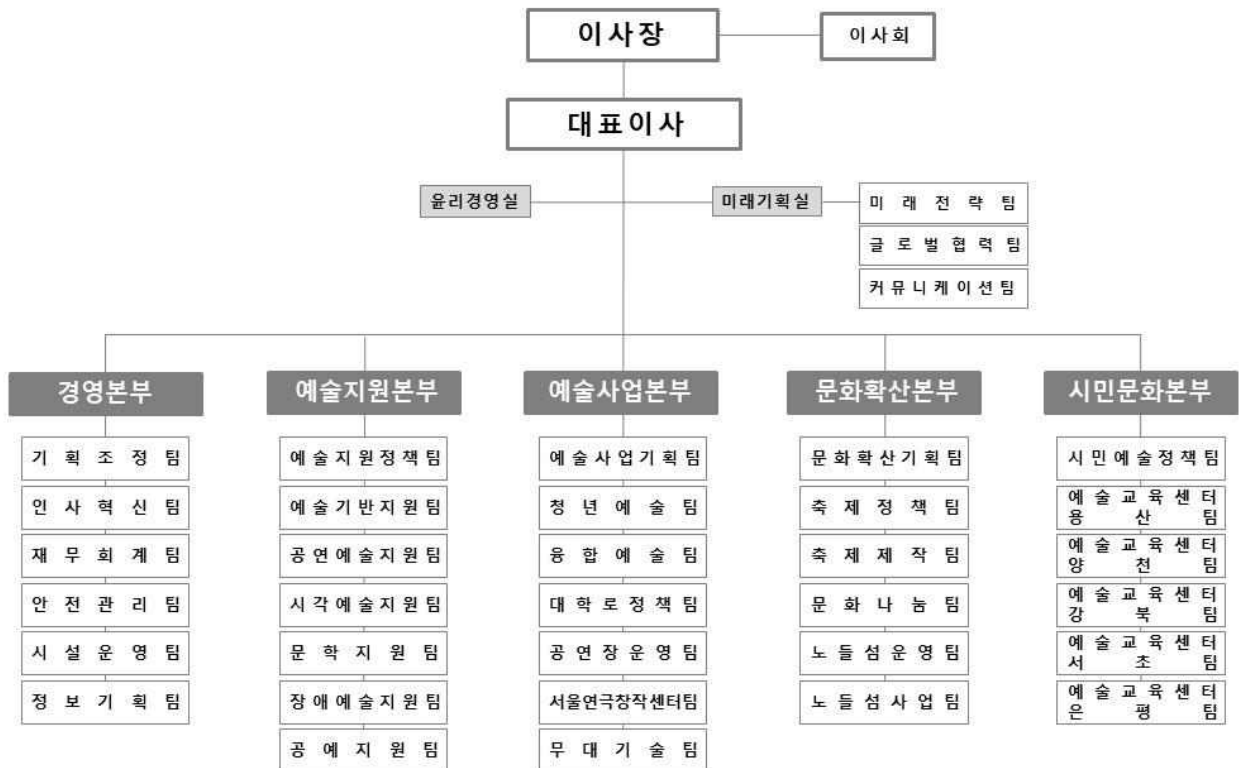 이사장
이사회
대표이사
윤리경영실
미래기획실
미래전략팀
글로벌협력팀
커뮤니케이션팀
경영본부
기획조정팀
인사혁신팀
재무회계팀
안전관리팀
시설운영팀
정보기획팀
예술지원본부
예술지원정책팀
예술기반지원팀
공연예술지원팀
시각예술지원팀
문학지원팀
장애예술지원팀
공예지원팀
예술사업본부
예술사업기획팀
청년예술팀
융합예술팀
대학로정책팀
공연장운영팀
서울연극창작센터팀
무대기술팀
문화확산본부
문화확산기획팀
축제정책팀
축제제작팀
문화나눔팀
노들섬운영팀
노들섬사업팀
시민문화본부
시민예술정책팀
예술교육센터
용산팀
예술교육센터
양천팀
예술교육센터
강북팀
예술교육센터
서초팀
예술교육센터
은평팀